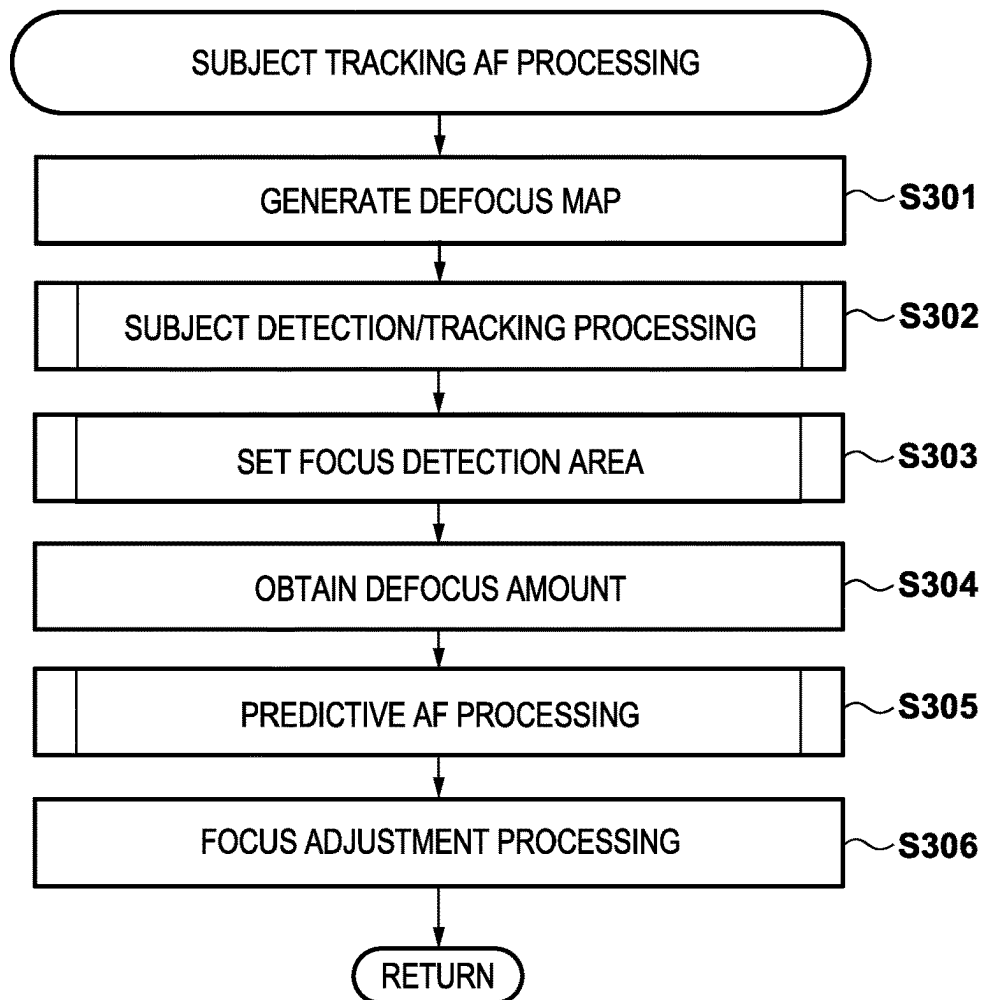 SUBJECT TRACKING AF PROCESSING
GENERATE DEFOCUS MAP
S301
SUBJECT DETECTION/TRACKING PROCESSING
S302
SET FOCUS DETECTION AREA
S303
OBTAIN DEFOCUS AMOUNT
S304
PREDICTIVE AF PROCESSING
S305
FOCUS ADJUSTMENT PROCESSING
S306
RETURN